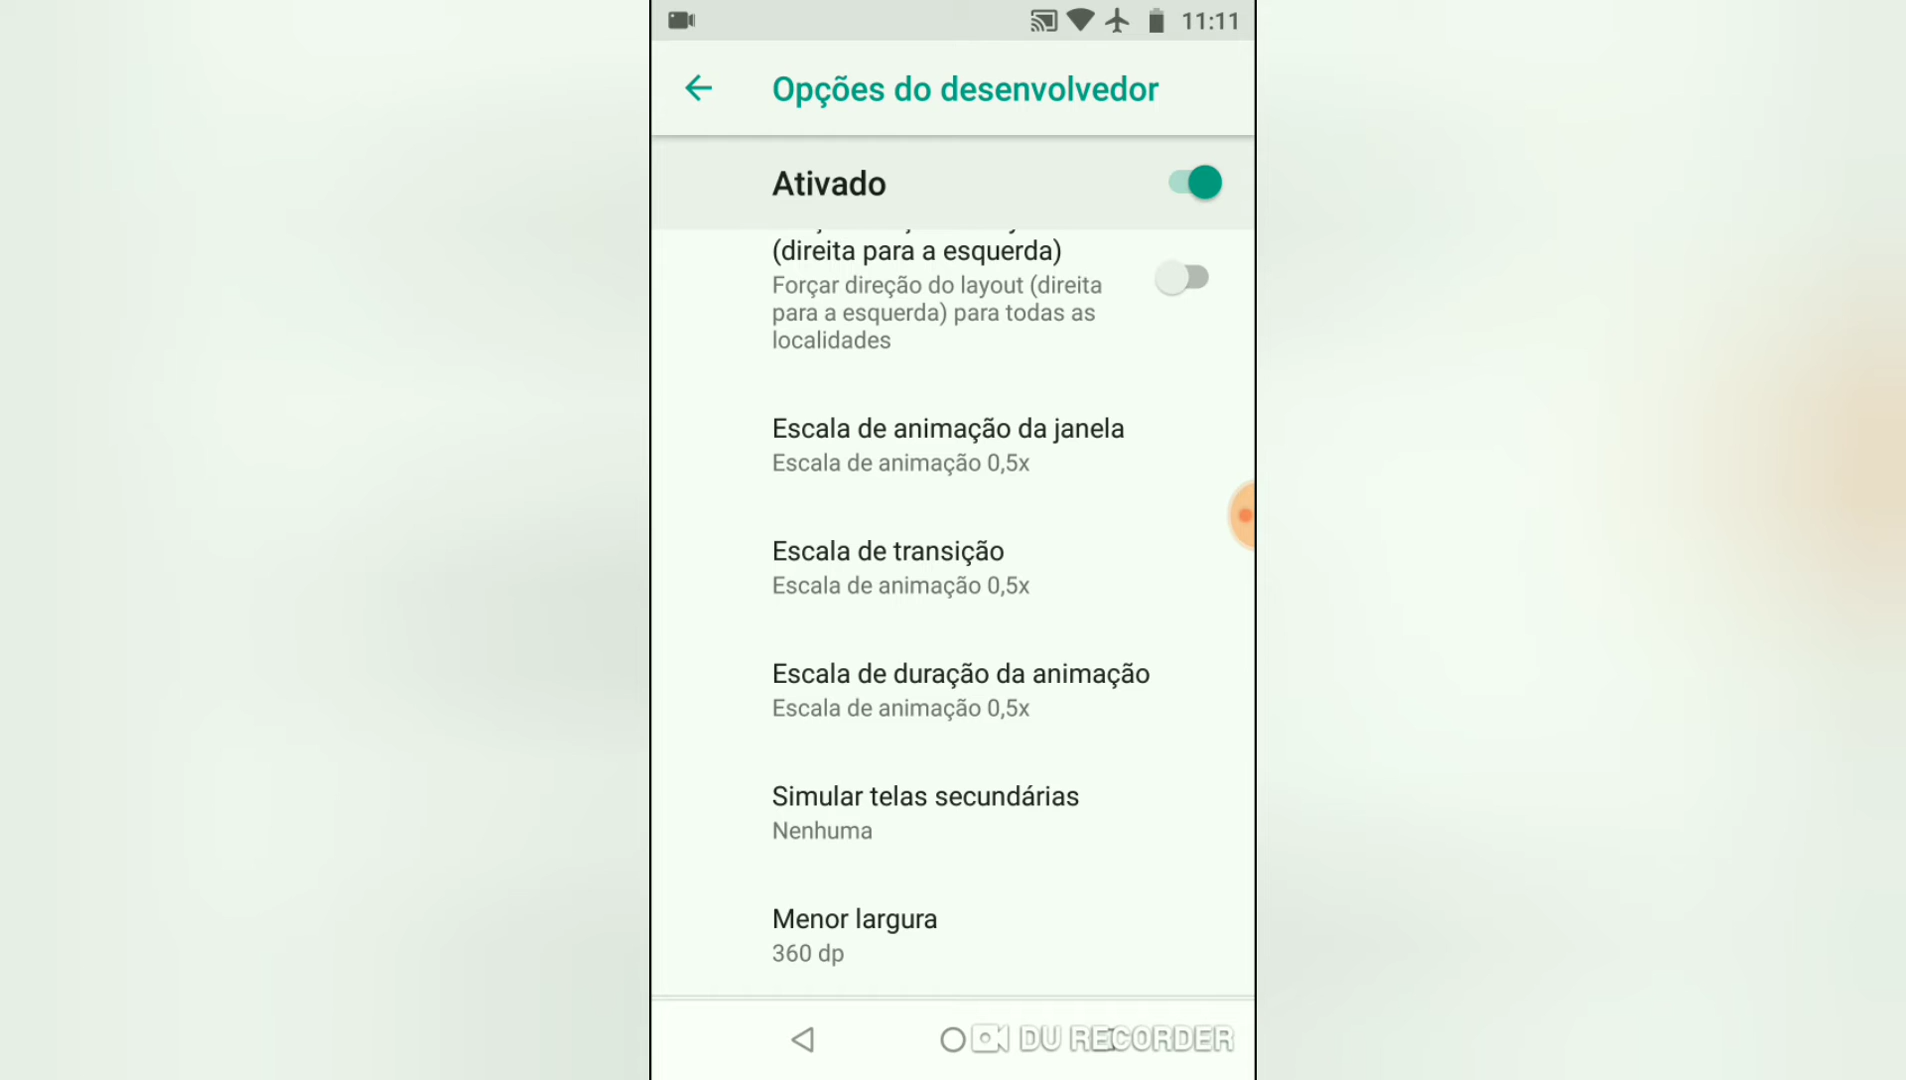 11:11
Opções do desenvolvedor
Ativado
(direita para a esquerda)
Forçar direção do layout (direita
para a esquerda) para todas as
localidades
Escala de animação da janela
Escala de animação 0,5x
Escala de transição
Escala de animação 0,5x
Escala de duração da animação
Escala de animação 0,5x
Simular telas secundárias
Nenhuma
Menor largura
360 dp
DU RECORDER